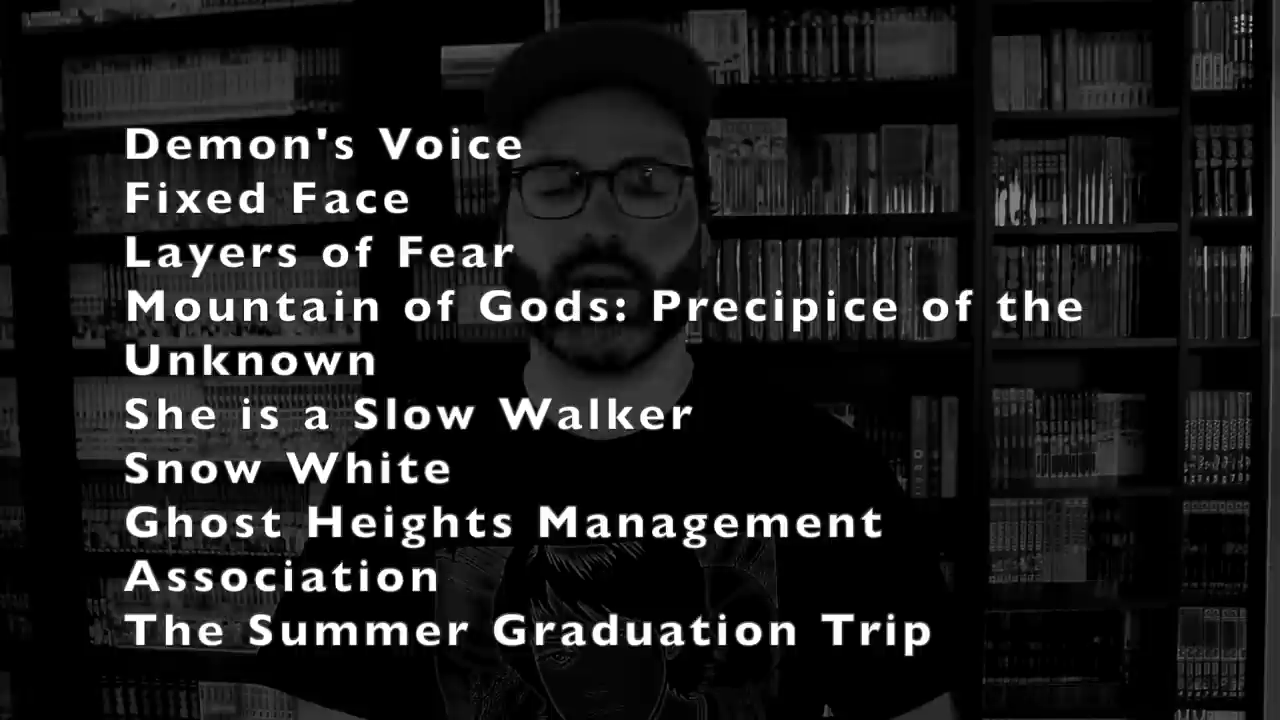 Demon's Voice
Fixed Face
Layers of Fear
Mountain of Gods: Precipice of the
Unknown
She is a Slow Walker
Snow White
Ghost Heights Management
Association
The Summer Graduation Trip